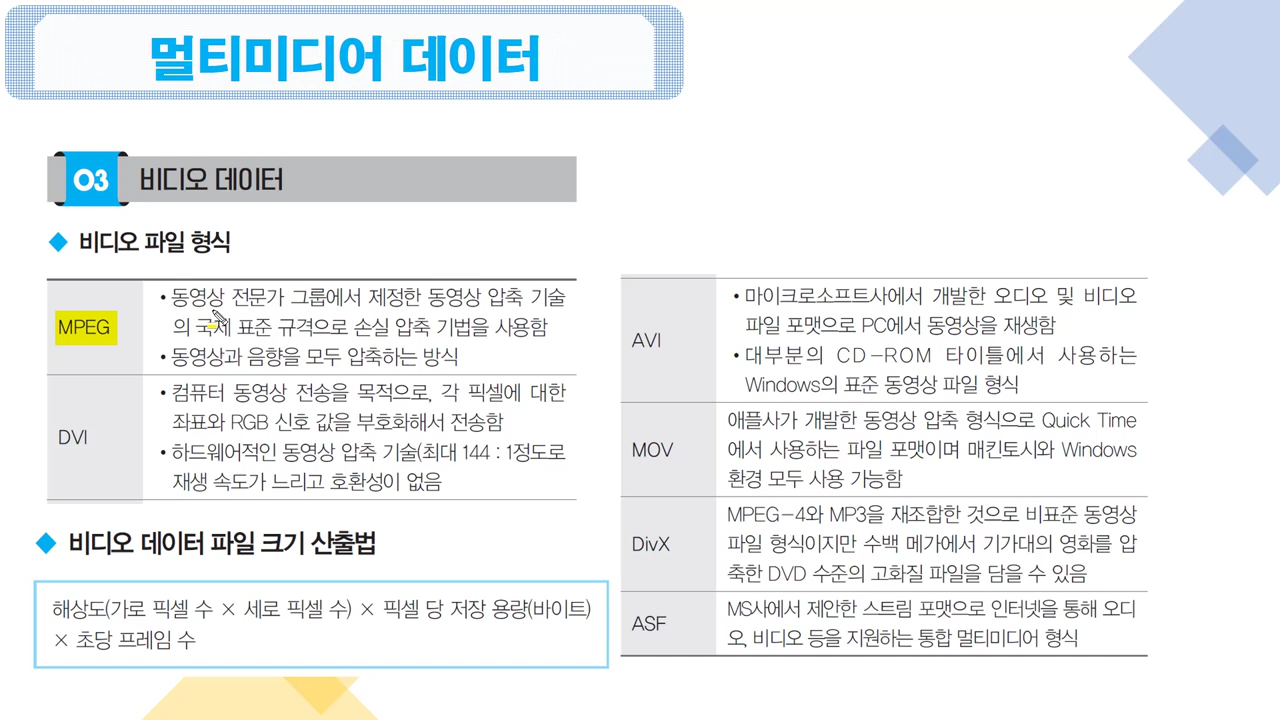 멀티미디어 데이터
03 비디오 데이터
◆ 비디오 파일 형식
MPEG
• 동영상 전문가 그룹에서 제정한 동영상 압축 기술
의 국제 표준 규격으로 손실 압축 기법을 사용함
• 동영상과 음향을 모두 압축하는 방식
DVI
• 컴퓨터 동영상 전송을 목적으로, 각 픽셀에 대한
좌표와 RGB 신호 값을 부호화해서 전송함
• 하드웨어적인 동영상 압축 기술(최대 144 : 1정도로
재생 속도가 느리고 호환성이 없음
◆ 비디오 데이터 파일 크기 산출법
해상도(가로 픽셀 수 × 세로 픽셀 수) × 픽셀 당 저장 용량(바이트)
× 초당 프레임 수
AVI
• 마이크로소프트사에서 개발한 오디오 및 비디오
파일 포맷으로 PC에서 동영상을 재생함
• 대부분의 CD-ROM 타이틀에서 사용하는
Windows의 표준 동영상 파일 형식
MOV
애플사가 개발한 동영상 압축 형식으로 Quick Time
에서 사용하는 파일 포맷이며 매킨토시와 Windows
환경 모두 사용 가능함
DivX
MPEG-4와 MP3을 재조합한 것으로 비표준 동영상
파일 형식이지만 수백 메가에서 기가대의 영화를 압
축한 DVD 수준의 고화질 파일을 담을 수 있음
ASF
MS사에서 제안한 스트림 포맷으로 인터넷을 통해 오디
오, 비디오 등을 지원하는 통합 멀티미디어 형식